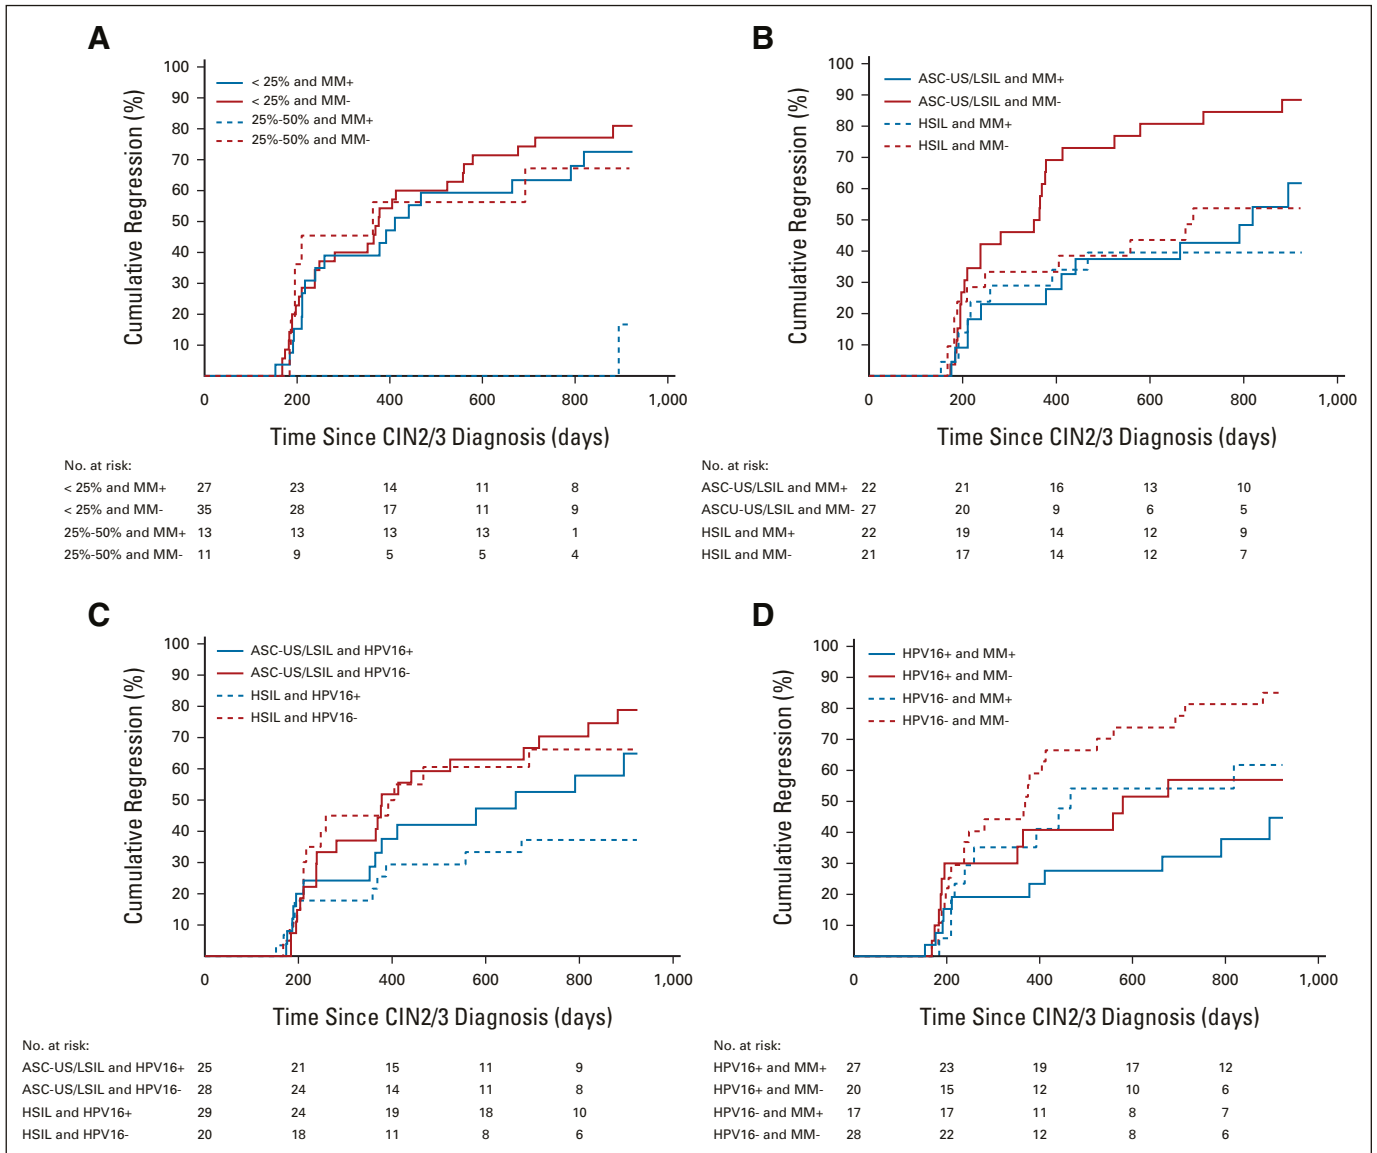 A
100
90
80
70
60
50
40
30
20
10
Cumulative Regression (%)
< 25% and MM+
< 25% and MM-
25%-50% and MM+
25%-50% and MM-
0 200 400 600 800 1,000
Time Since CIN2/3 Diagnosis (days)
No. at risk:
< 25% and MM+ 27 23 14 11 8
< 25% and MM- 35 28 17 11 9
25%-50% and MM+ 13 13 13 13 1
25%-50% and MM- 11 9 5 5 4
B
100
90
80
70
60
50
40
30
20
10
Cumulative Regression (%)
ASC-US/LSIL and MM+
ASC-US/LSIL and MM-
HSIL and MM+
HSIL and MM-
0 200 400 600 800 1,000
Time Since CIN2/3 Diagnosis (days)
No. at risk:
ASC-US/LSIL and MM+ 22 21 16 13 10
ASCU-US/LSIL and MM- 27 20 9 6 5
HSIL and MM+ 22 19 14 12 9
HSIL and MM- 21 17 14 12 7
C
100
90
80
70
60
50
40
30
20
10
Cumulative Regression (%)
ASC-US/LSIL and HPV16+
ASC-US/LSIL and HPV16-
HSIL and HPV16+
HSIL and HPV16-
0 200 400 600 800 1,000
Time Since CIN2/3 Diagnosis (days)
No. at risk:
ASC-US/LSIL and HPV16+ 25 21 15 11 9
ASC-US/LSIL and HPV16- 28 24 14 11 8
HSIL and HPV16+ 29 24 19 18 10
HSIL and HPV16- 20 18 11 8 6
D
100
90
80
70
60
50
40
30
20
10
Cumulative Regression (%)
HPV16+ and MM+
HPV16+ and MM-
HPV16- and MM+
HPV16- and MM-
0 200 400 600 800 1,000
Time Since CIN2/3 Diagnosis (days)
No. at risk:
HPV16+ and MM+ 27 23 19 17 12
HPV16+ and MM- 20 15 12 10 6
HPV16- and MM+ 17 17 11 8 7
HPV16- and MM- 28 22 12 8 6